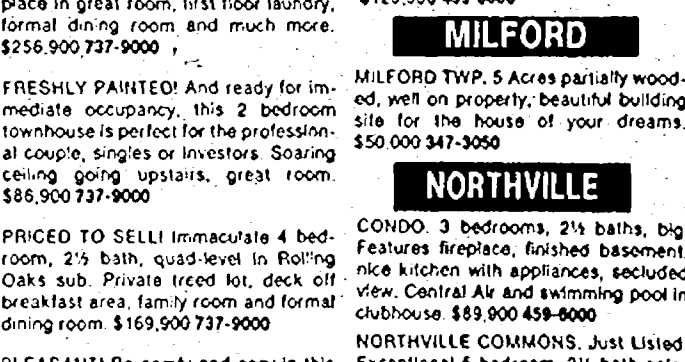 place in great room, first floor laundry,
formal dining room and much more.
$256,900 737-9000
FRESHLY PAINTED! And ready for im-
mediate occupancy, this 2 bedroom
townhouse is perfect for the profession-
al couple, singles or Investors. Soaring
ceiling going upstairs, great room.
$86,900 737-9000
PRICED TO SELL! Immaculate 4 bed-
room, 2½ bath, quad-level in Rolling
Oaks sub. Private treed lot, deck off
breakfast area, family room and formal
dining room. $169,900 737-9000
MILFORD
MILFORD TWP. 5 Acres partially wood-
ed, well on property, beautiful building
site for the house of your dreams.
$50,000 347-3050
NORTHVILLE
CONDO. 3 bedrooms, 2½ baths, big
Features fireplace, finished basement,
nice kitchen with appliances, secluded
view. Central Air and swimming pool in
clubhouse. $89,900 459-6000
NORTHVILLE COMMONS. Just Listed